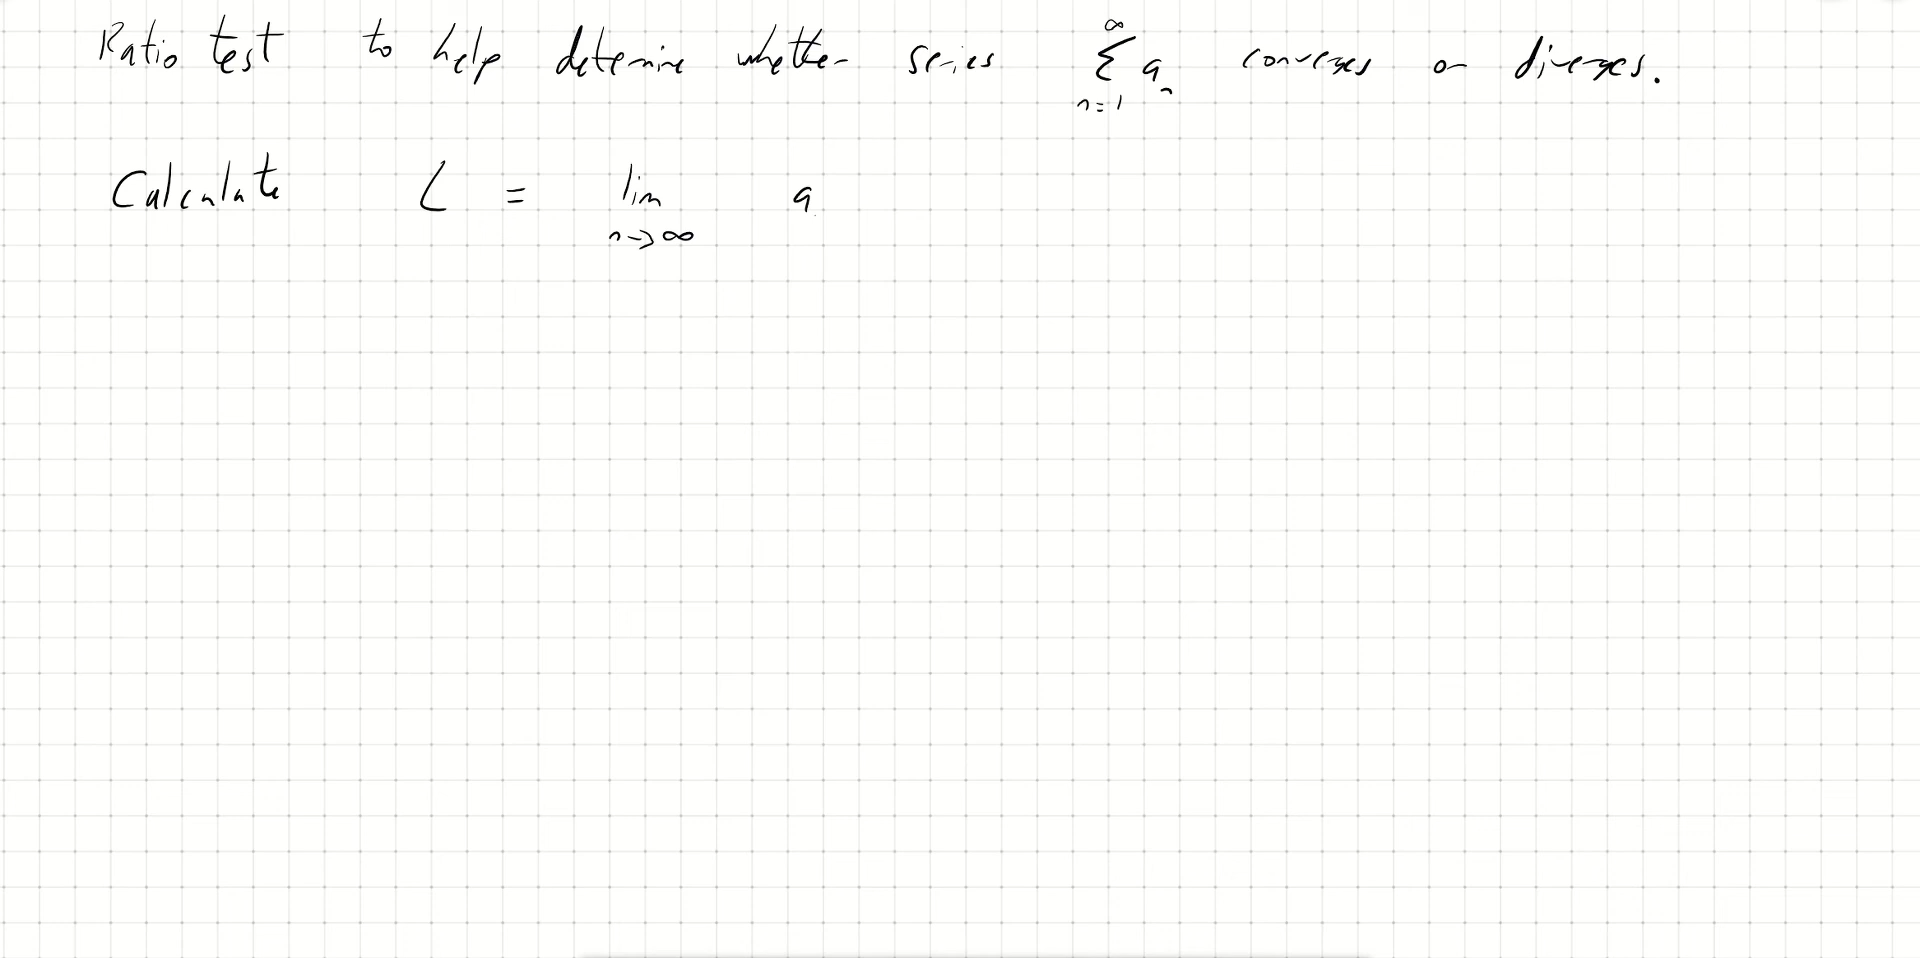 Ratio test to help determine whether series ∑_{n=1}^{∞} a_n converges or diverges.
Calculate L = lim_{n→∞} a